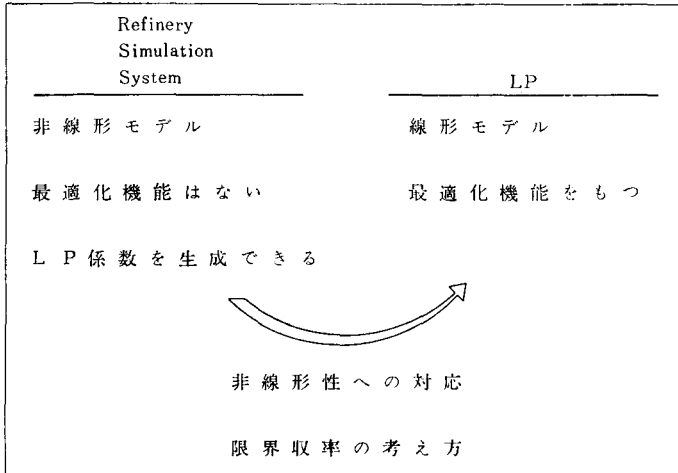 Refinery
Simulation
System
LP
非線形モデル
線形モデル
最適化機能はない
最適化機能をもつ
LP係数を生成できる
非線形性への対応
限界収率の考え方